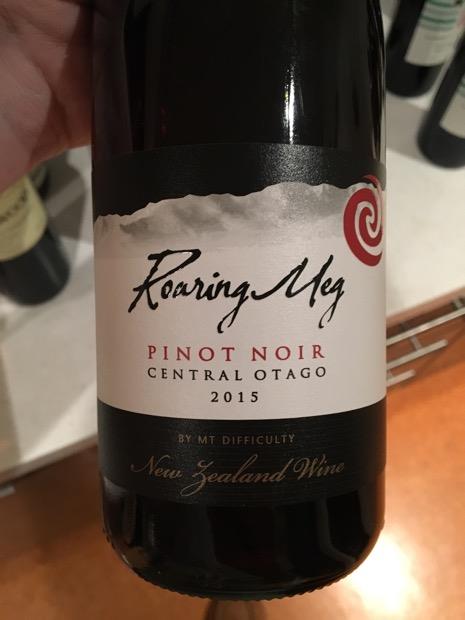 Roaring Meg
PINOT NOIR
CENTRAL OTAGO
2015
BY MT DIFFICULTY
New Zealand Wine